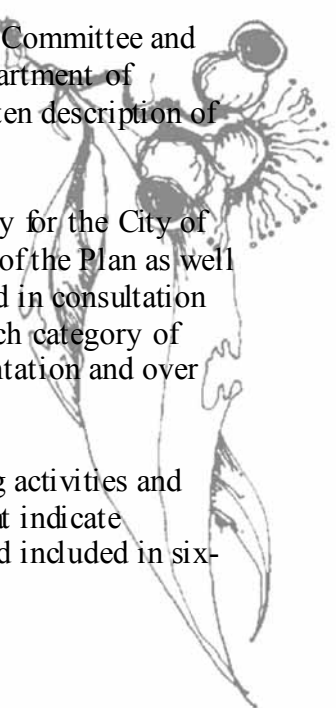 Committee and
artment of
ten description of
y for the City of
of the Plan as well
d in consultation
ch category of
ntation and over
g activities and
t indicate
d included in six-